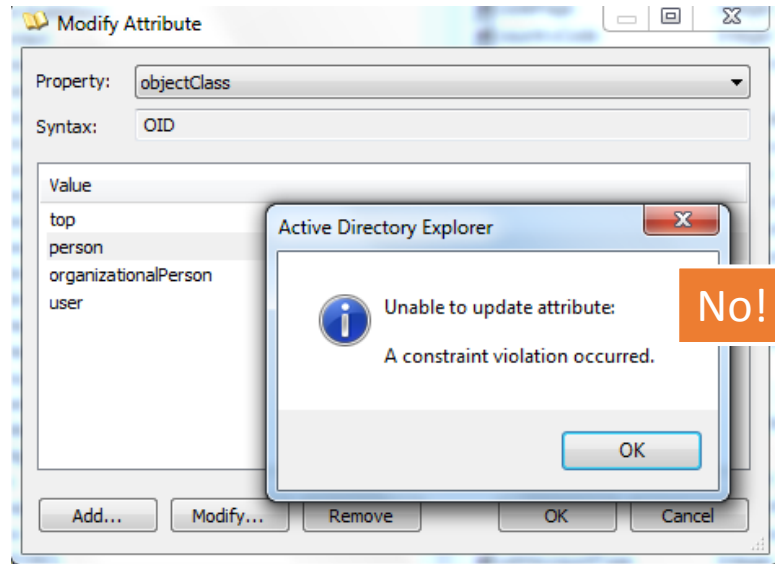 Modify Attribute
Property: objectClass
Syntax: OID
Value
top
person
organizationalPerson
user
Active Directory Explorer
Unable to update attribute:
A constraint violation occurred.
No!
OK
Add... Modify... Remove OK Cancel